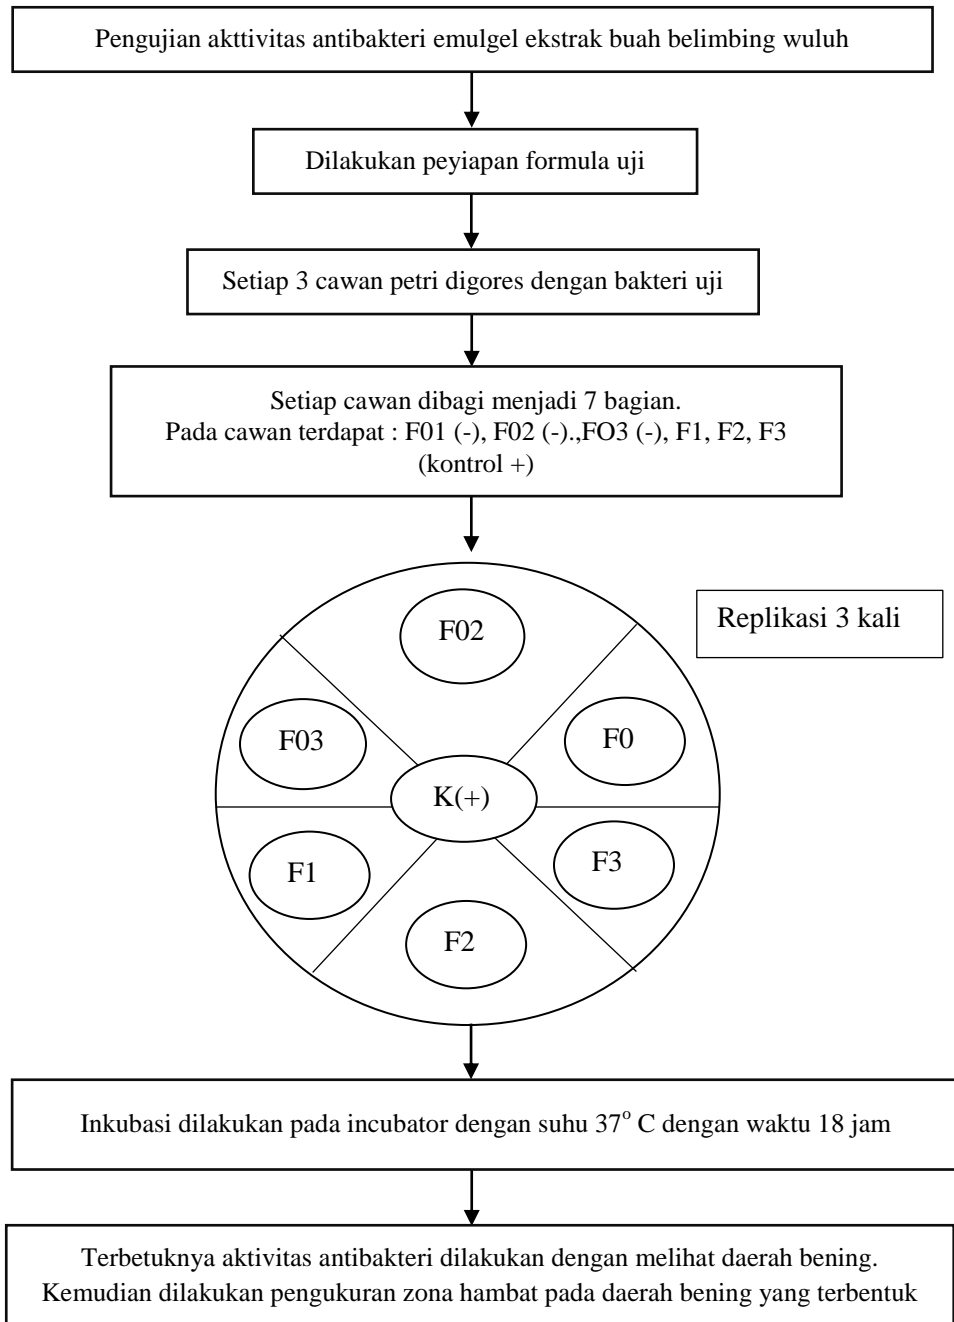 Pengujian akttivitas antibakteri emulgel ekstrak buah belimbing wuluh
Dilakukan peyiapan formula uji
Setiap 3 cawan petri digores dengan bakteri uji
Setiap cawan dibagi menjadi 7 bagian.
Pada cawan terdapat : F01 (-), F02 (-).,FO3 (-), F1, F2, F3
(kontrol +)
Replikasi 3 kali
F02
F03
F0
K(+)
F1
F3
F2
Inkubasi dilakukan pada incubator dengan suhu 37° C dengan waktu 18 jam
Terbetuknya aktivitas antibakteri dilakukan dengan melihat daerah bening.
Kemudian dilakukan pengukuran zona hambat pada daerah bening yang terbentuk